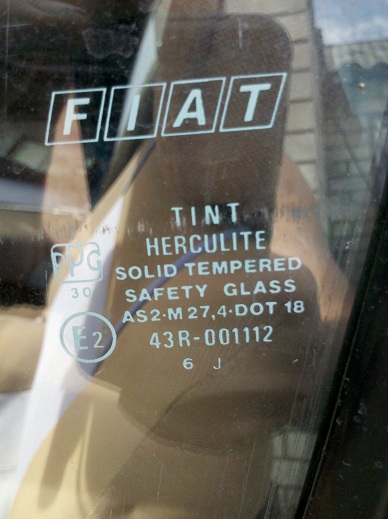 FIAT
TINT
HERCULITE
PPG
SOLID TEMPERED
30
SAFETY GLASS
AS2·M27,4·DOT 18
E2
43R-001112
6 J